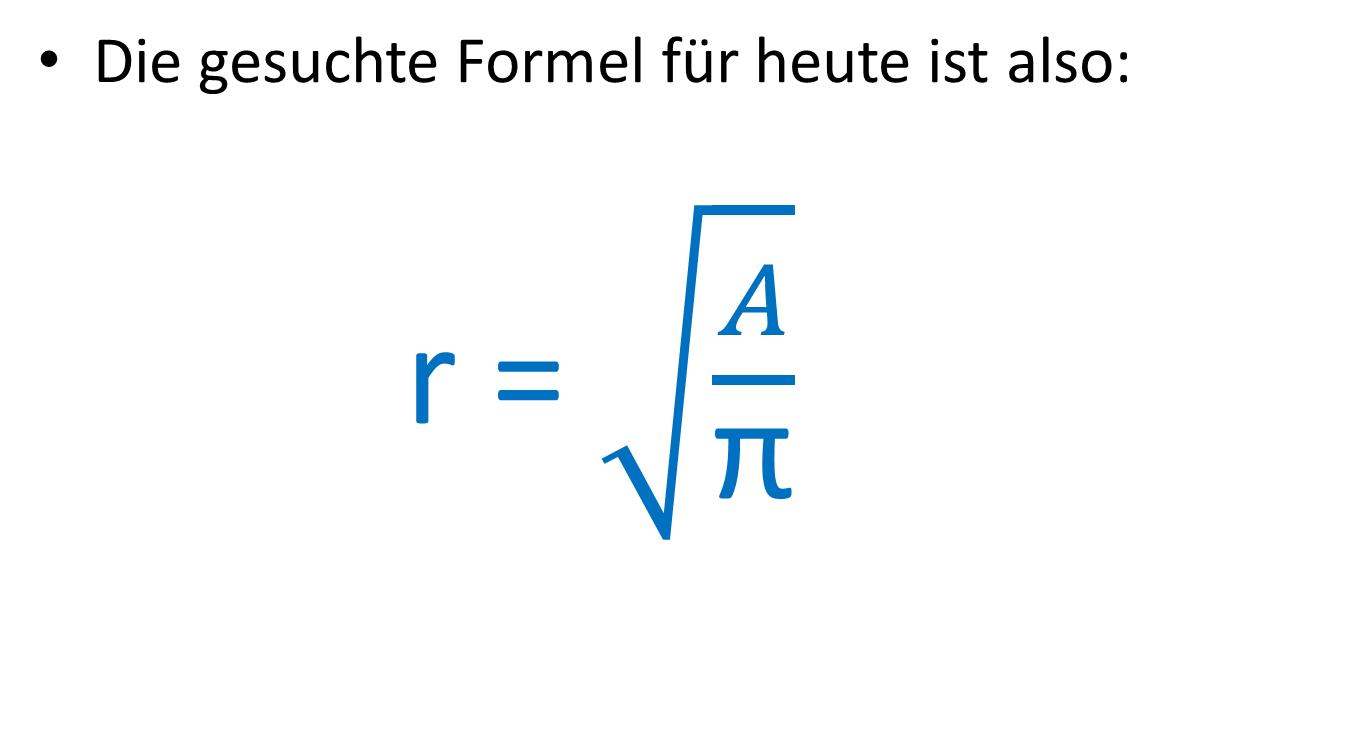 • Die gesuchte Formel für heute ist also:
r = √(A/π)